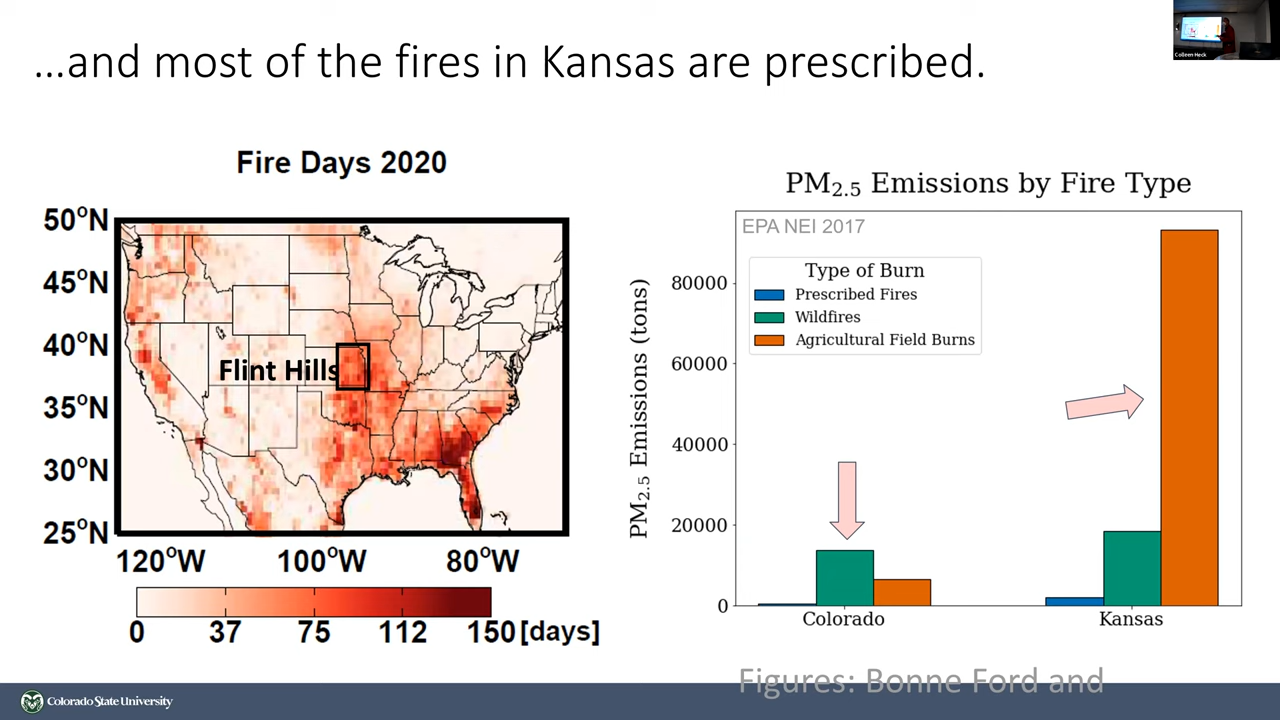 …and most of the fires in Kansas are prescribed.
Colleen Heck
Fire Days 2020
50°N
45°N
40°N
35°N
30°N
25°N
120°W 100°W 80°W
Flint Hills
0 37 75 112 150 [days]
PM2.5 Emissions by Fire Type
EPA NEI 2017
Type of Burn
Prescribed Fires
Wildfires
Agricultural Field Burns
PM2.5 Emissions (tons)
80000
60000
40000
20000
0
Colorado Kansas
Figures: Bonne Ford and
Colorado State University